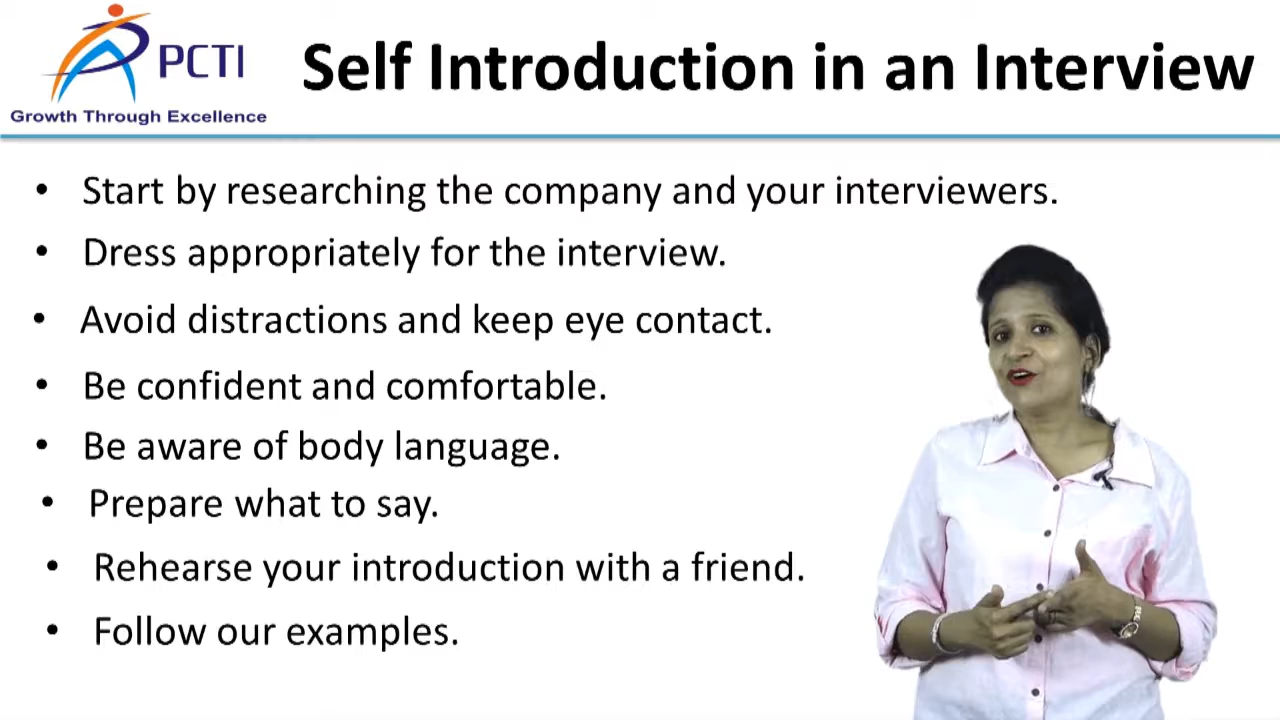 PCTI
Growth Through Excellence
Self Introduction in an Interview
• Start by researching the company and your interviewers.
• Dress appropriately for the interview.
• Avoid distractions and keep eye contact.
• Be confident and comfortable.
• Be aware of body language.
• Prepare what to say.
• Rehearse your introduction with a friend.
• Follow our examples.